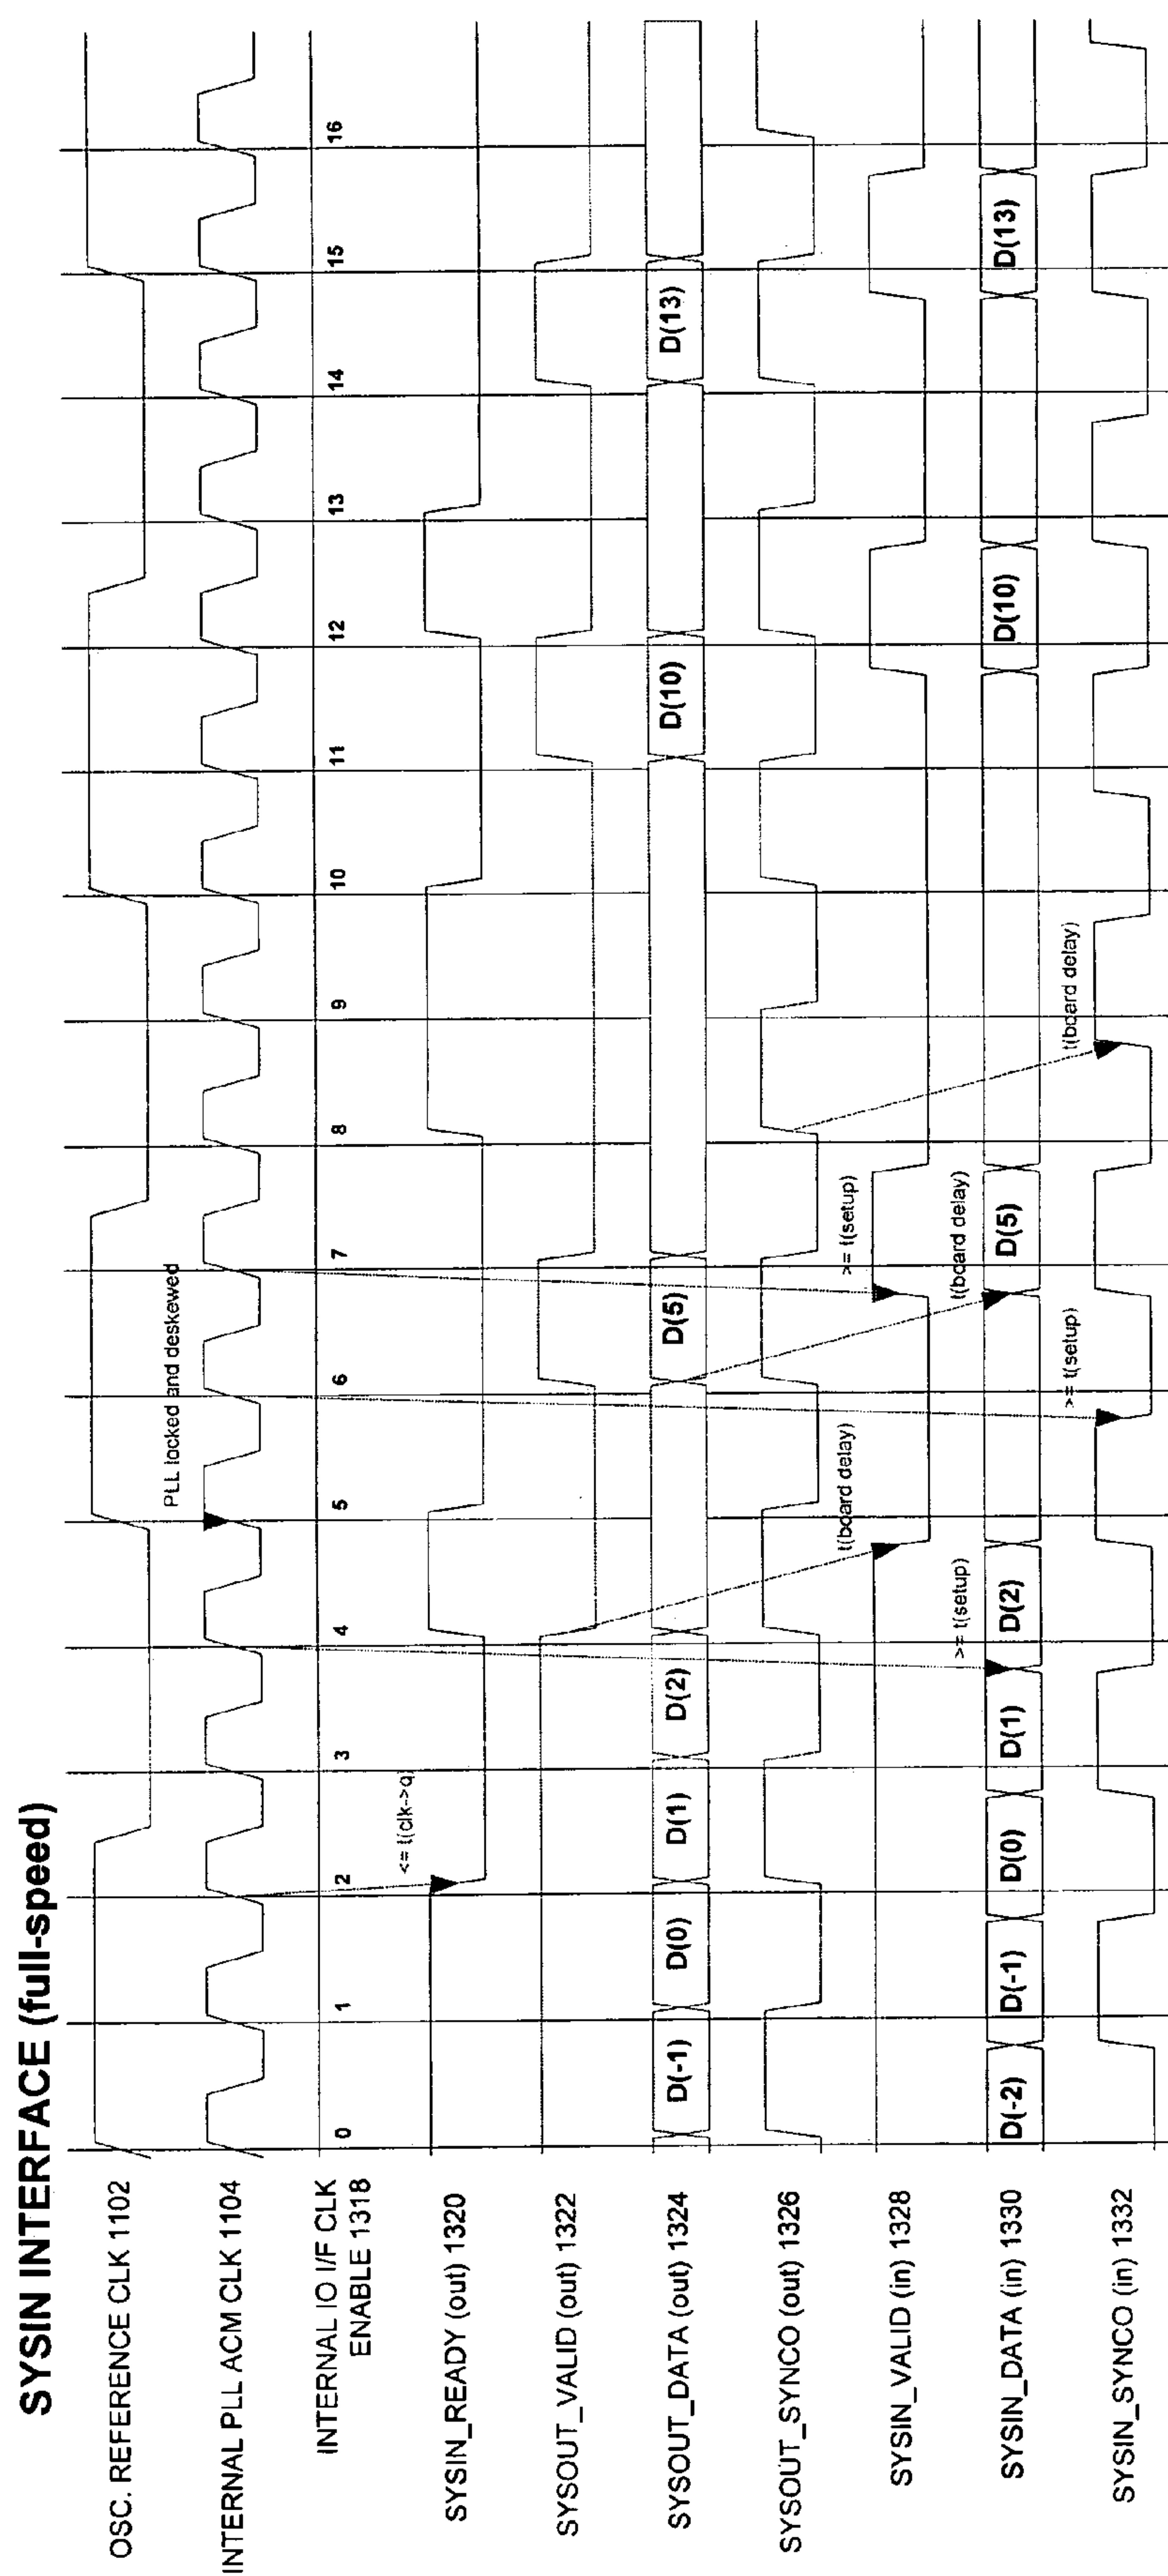 SYSIN INTERFACE (full-speed)
OSC. REFERENCE CLK 1102
PLL locked and deskewed
INTERNAL PLL ACM CLK 1104
INTERNAL IO I/F CLK
ENABLE 1318
0 1 2 3 4 5 6 7 8 9 10 11 12 13 14 15 16
<= t(clk->q)
SYSIN_READY (out) 1320
SYSOUT_VALID (out) 1322
SYSOUT_DATA (out) 1324
D(-1) D(0) D(1) D(2) D(5) D(10) D(13)
SYSOUT_SYNCO (out) 1326
t(board delay) >= t(setup)
SYSIN_VALID (in) 1328
>= t(setup) t(board delay)
SYSIN_DATA (in) 1330
D(-2) D(-1) D(0) D(1) D(2) D(5) D(10) D(13)
>= t(setup) t(board delay)
SYSIN_SYNCO (in) 1332